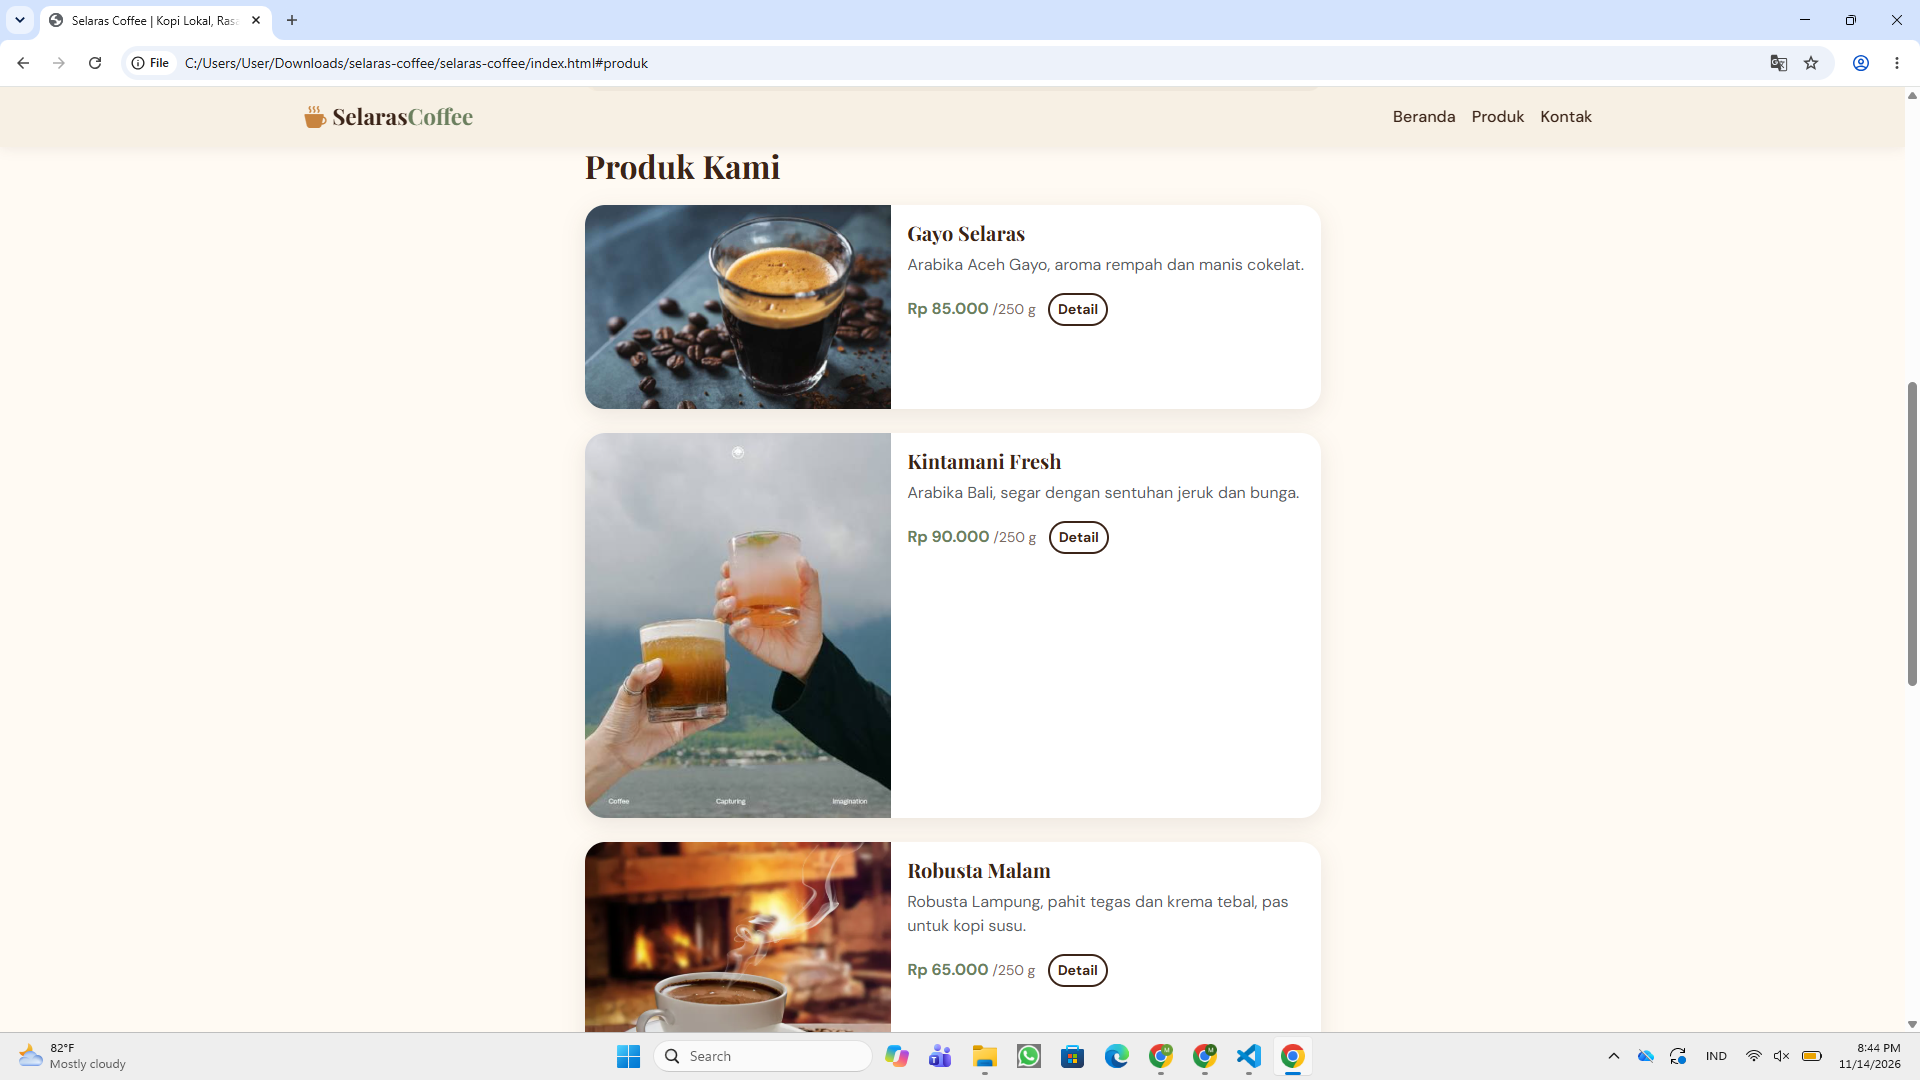 Selaras Coffee | Kopi Lokal, Rasa
File
C:/Users/User/Downloads/selaras-coffee/selaras-coffee/index.html#produk
SelarasCoffee
Beranda Produk Kontak
Produk Kami
Gayo Selaras
Arabika Aceh Gayo, aroma rempah dan manis cokelat.
Rp 85.000 /250 g Detail
Kintamani Fresh
Arabika Bali, segar dengan sentuhan jeruk dan bunga.
Rp 90.000 /250 g Detail
Coffee Capturing Imagination
Robusta Malam
Robusta Lampung, pahit tegas dan krema tebal, pas
untuk kopi susu.
Rp 65.000 /250 g Detail
82°F
Mostly cloudy
Search
IND
8:44 PM
11/14/2026